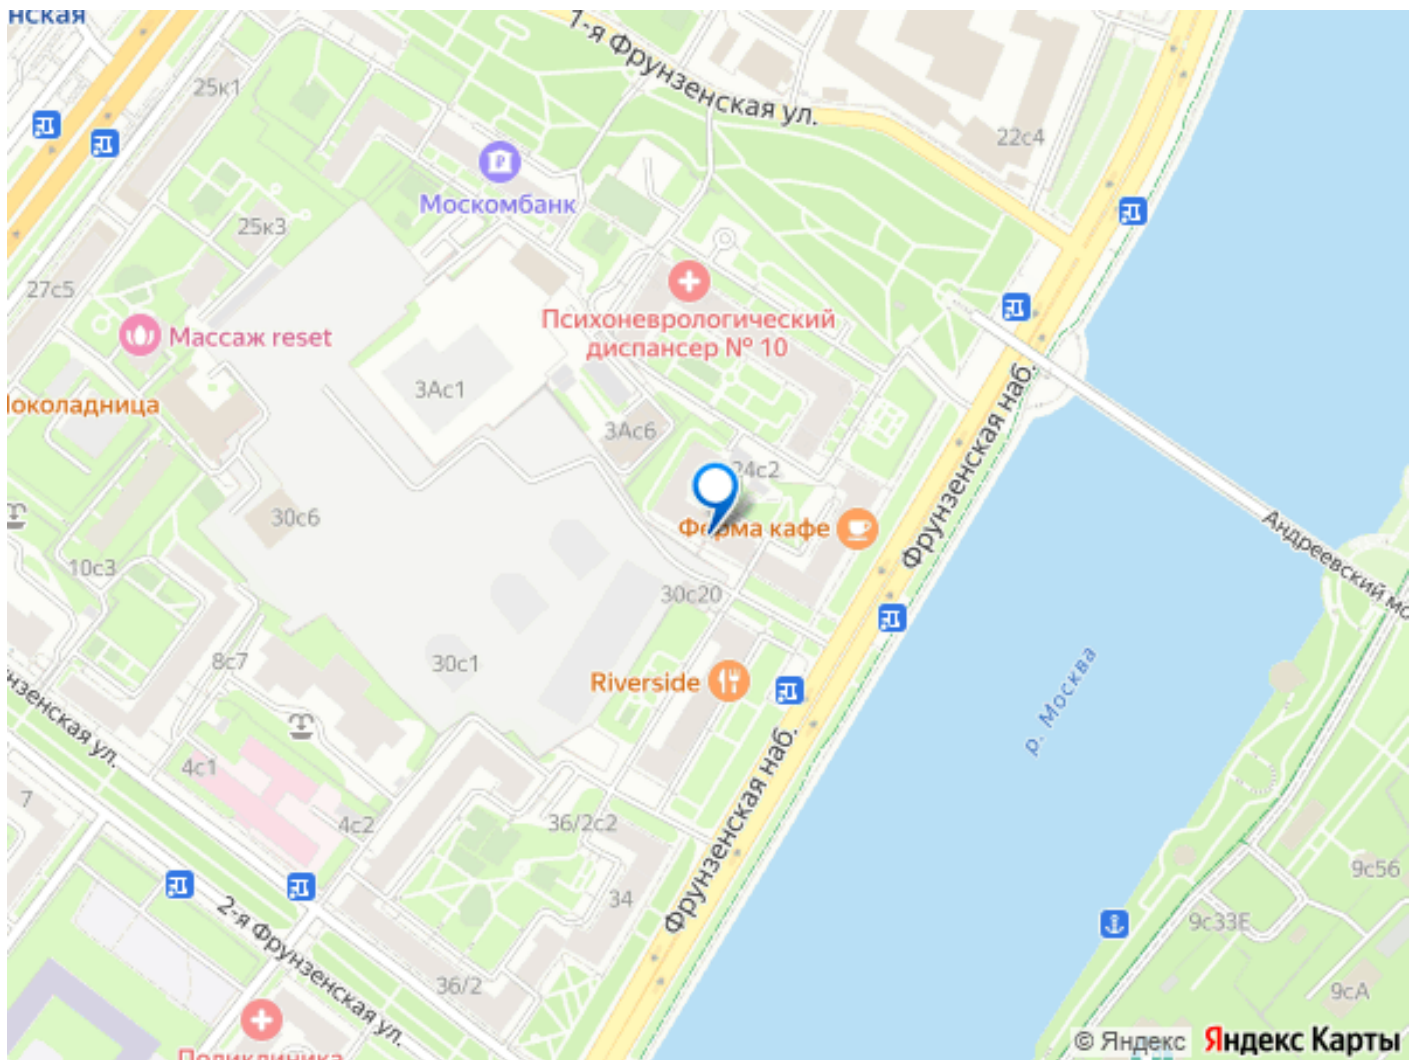 нская
1-я Фрунзенская ул.
25к1
22с4
Москомбанк
25к3
27с5
Психоневрологический
диспансер № 10
Массаж reset
3Ас1
околадница
Фрунзенская наб.
3Ас6
24с2
30с6
Ферма кафе
Андреевский мо
10с3
30с20
8с7
30с1
Riverside
р. Москва
нзенская ул.
4с1
7
4с2
36/2с2
Фрунзенская наб.
34
9с56
9с33Е
2-я Фрунзенская ул.
36/2
9сА
Поликлиника
© Яндекс Яндекс Карты